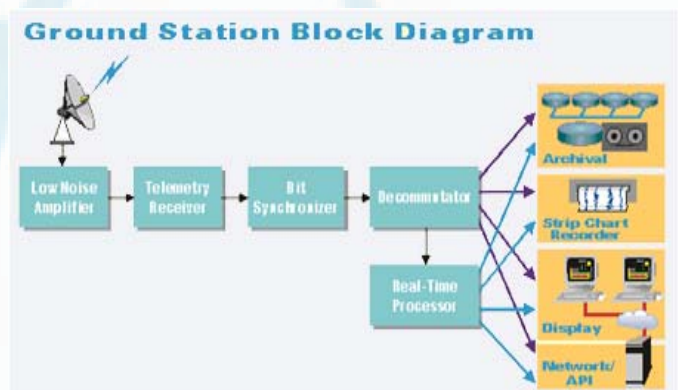 Ground Station Block Diagram
Low Noise
Amplifier
Telemetry
Receiver
Bit
Synchronizer
Decommutator
Real-Time
Processor
Archival
Strip Chart
Recorder
Display
Network/
API